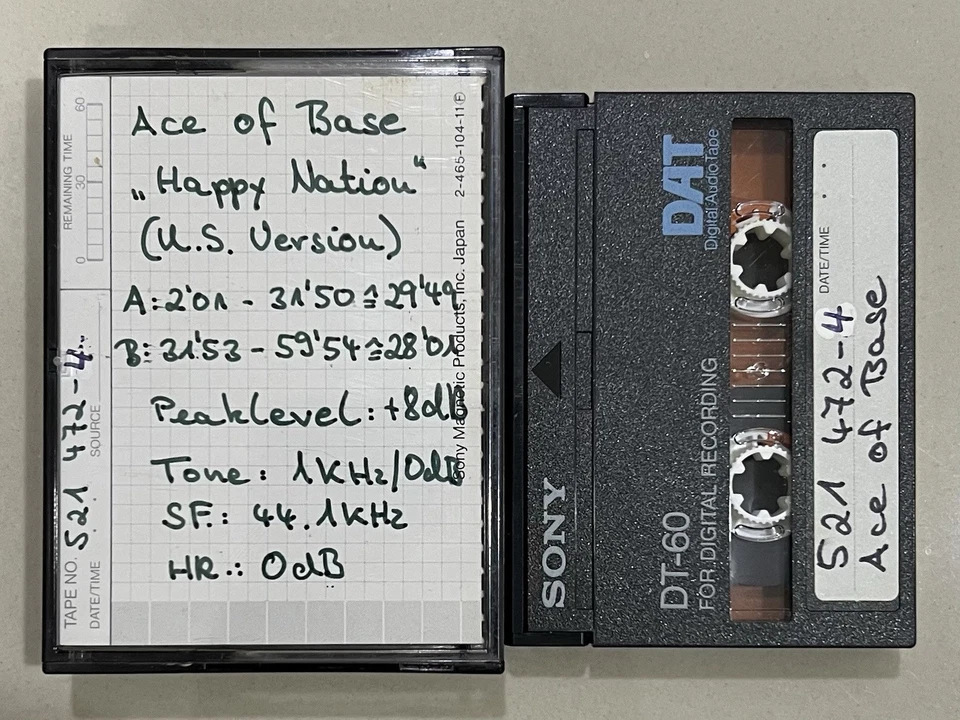 Ace of Base
„Happy Nation“
(U.S. Version)
A: 2'01 - 31'50 ≙ 29'49
B: 31'53 - 59'54 ≙ 28'01
Peaklevel: +8dB
Tone: 1KHz/0dB
SF.: 44.1KHz
HR.: 0dB
REMAINING TIME
0 30 60
TAPE NO. 521 472-4
DATE/TIME
SOURCE
Sony Magnetic Products, Inc. Japan 2-465-104-11 Ⓔ
SONY
DT-60
FOR DIGITAL RECORDING
DAT
Digital Audio Tape
DATE/TIME
521 472-4
Ace of Base